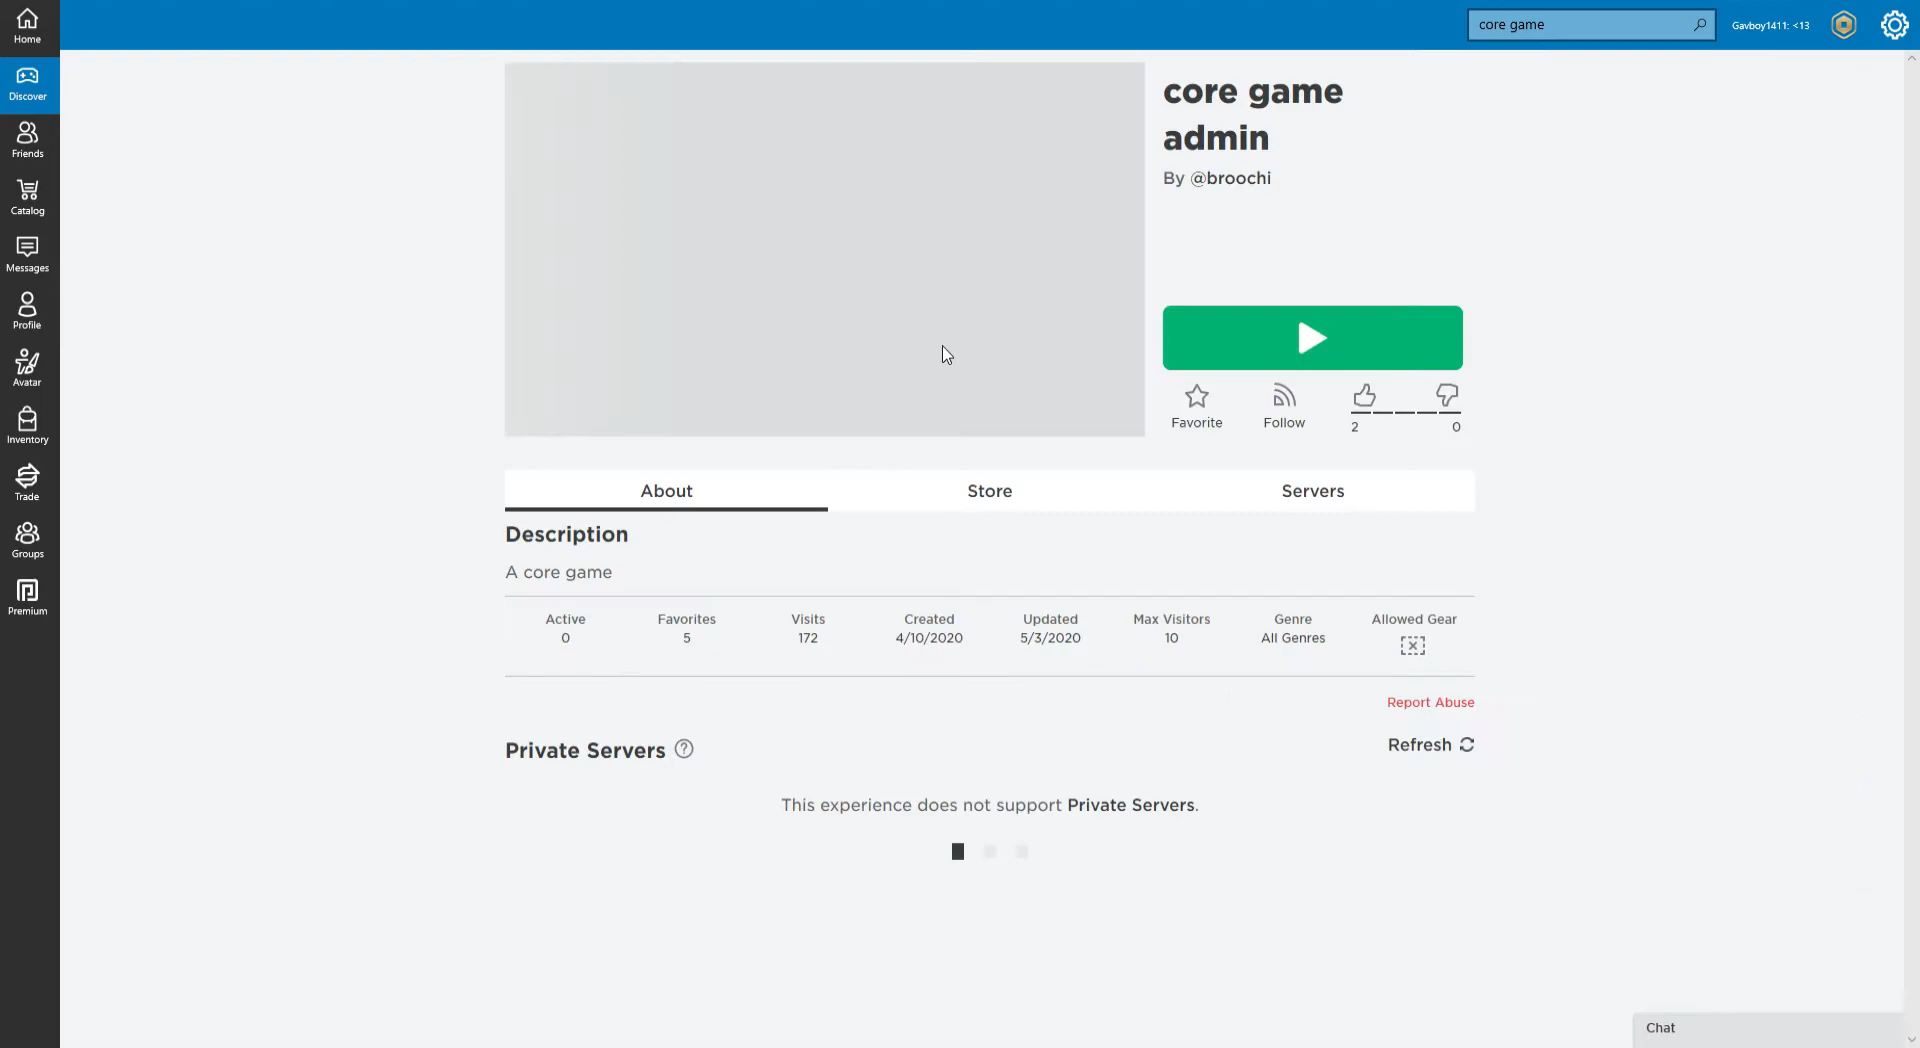 Home
core game
Gavboy1411: <13
Discover
Friends
Catalog
Messages
Profile
Avatar
Inventory
Trade
Groups
Premium
core game
admin
By @broochi
Favorite
Follow
2
0
About
Store
Servers
Description
A core game
Active
0
Favorites
5
Visits
172
Created
4/10/2020
Updated
5/3/2020
Max Visitors
10
Genre
All Genres
Allowed Gear
Report Abuse
Private Servers
Refresh
This experience does not support Private Servers.
Chat